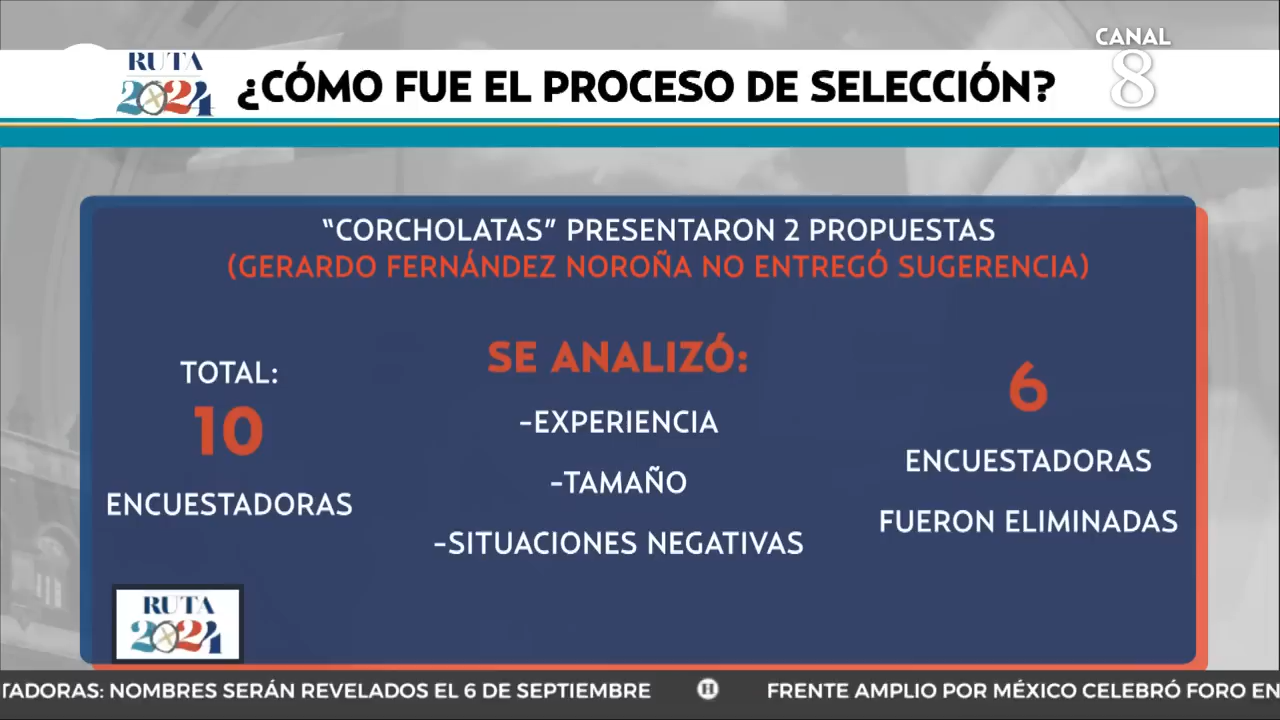 RUTA
2024
¿CÓMO FUE EL PROCESO DE SELECCIÓN?
CANAL
8
“CORCHOLATAS” PRESENTARON 2 PROPUESTAS
(GERARDO FERNÁNDEZ NOROÑA NO ENTREGÓ SUGERENCIA)
TOTAL:
10
ENCUESTADORAS
SE ANALIZÓ:
-EXPERIENCIA
-TAMAÑO
-SITUACIONES NEGATIVAS
6
ENCUESTADORAS
FUERON ELIMINADAS
RUTA
2024
TADORAS: NOMBRES SERÁN REVELADOS EL 6 DE SEPTIEMBRE
FRENTE AMPLIO POR MÉXICO CELEBRÓ FORO EN